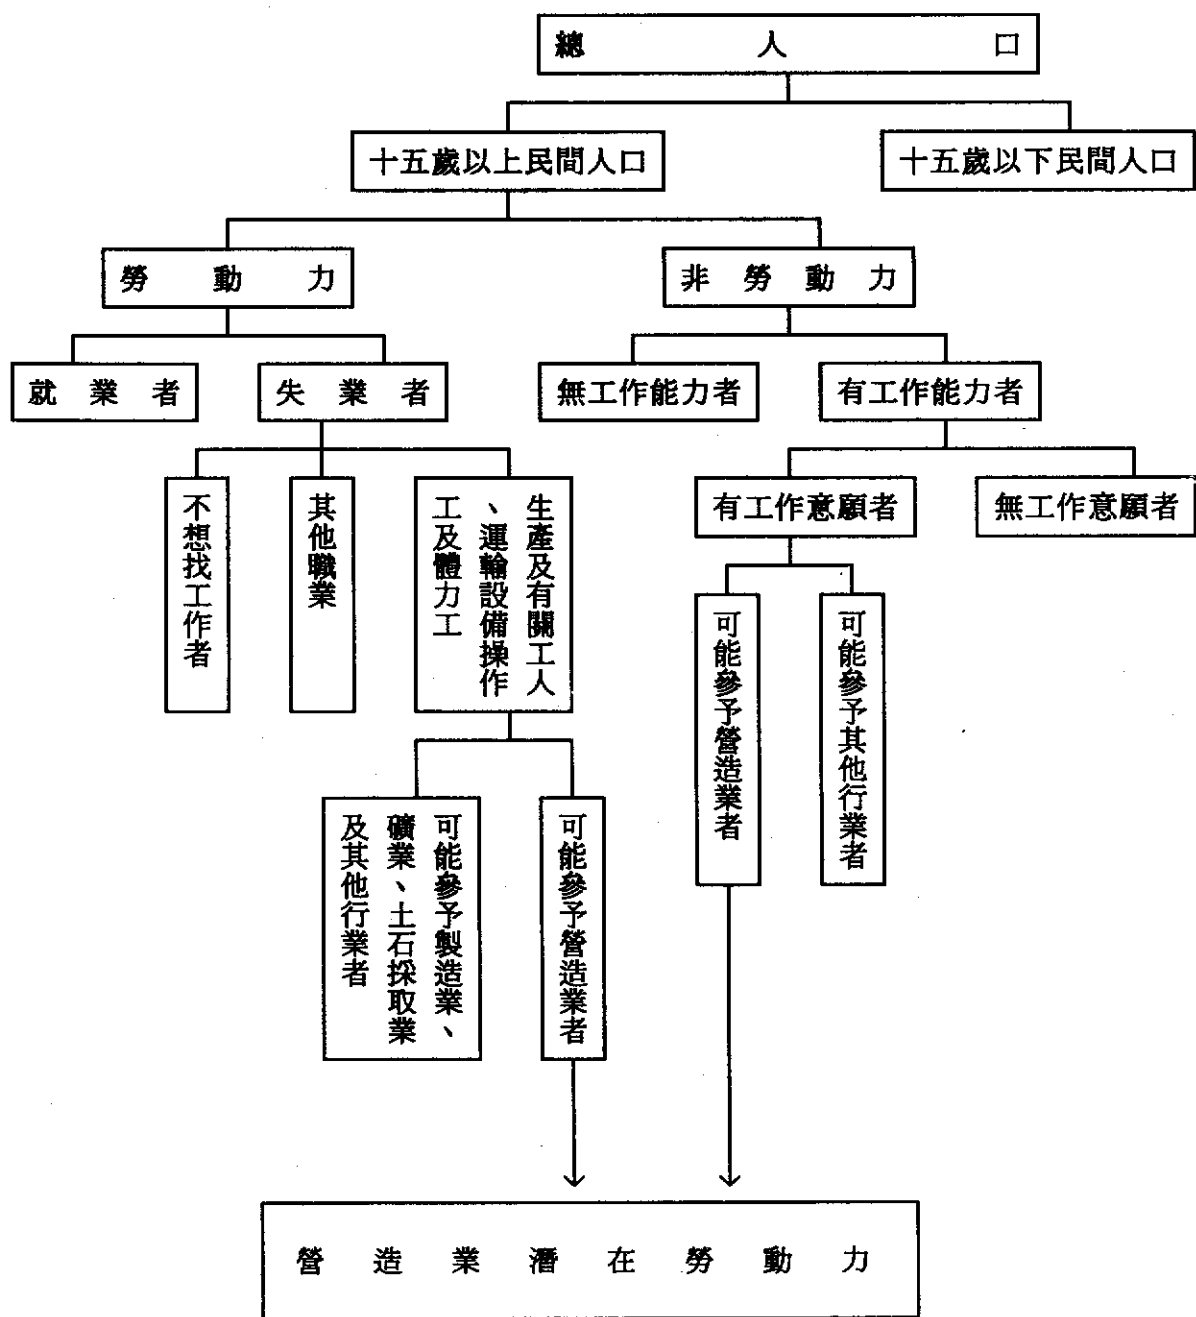 總人口
十五歲以上民間人口
十五歲以下民間人口
勞動力
非勞動力
就業者
失業者
無工作能力者
有工作能力者
不想找工作者
其他職業
生產及有關工人
、運輸設備操作
工及體力工
有工作意願者
無工作意願者
可能參予營造業者
可能參予其他行業者
可能參予製造業、
礦業、土石採取業
及其他行業者
可能參予營造業者
營造業潛在勞動力